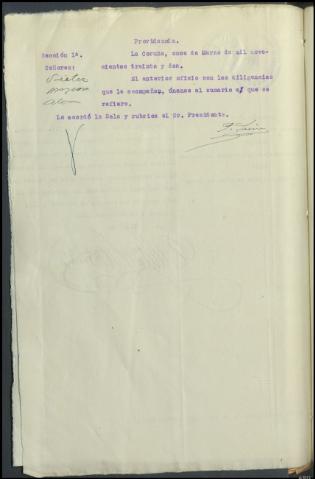 Providencia.
Sección 1ª. La Coruña, once de Marzo de mil nove-
Señores: cientos treinta y dos.
El anterior oficio con las diligencias
que le acompañan, únanse al sumario al que se
refiere.
Lo acordó la Sala y rubrica el Sr. Presidente.